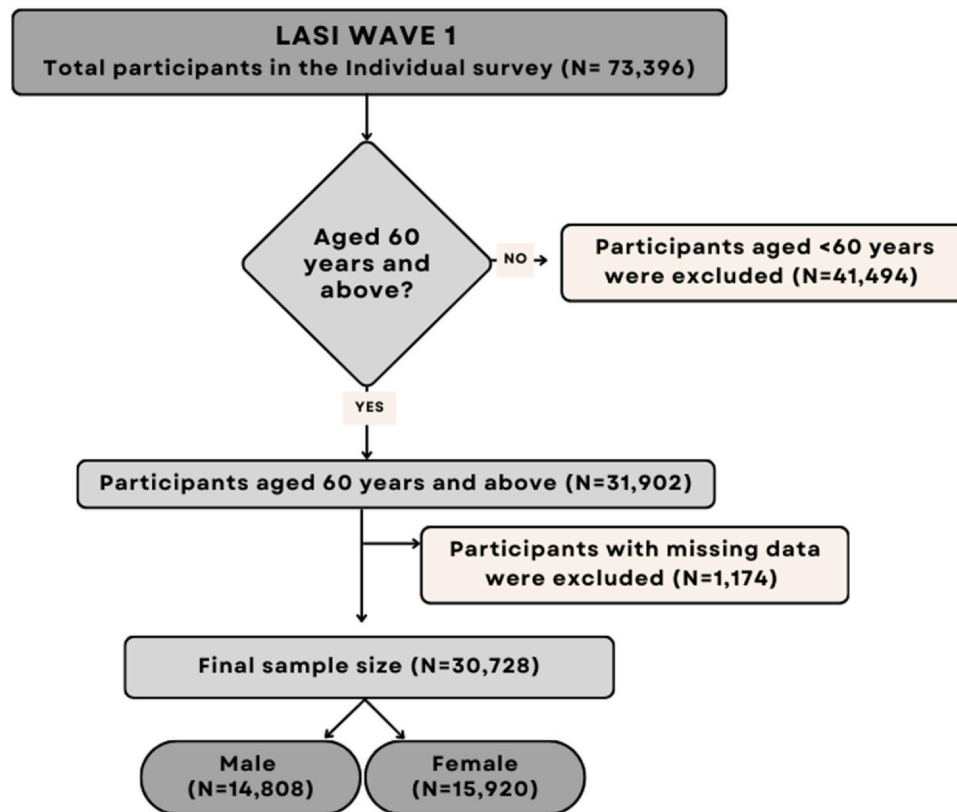 LASI WAVE 1
Total participants in the Individual survey (N= 73,396)
Aged 60
years and
above?
NO
Participants aged <60 years
were excluded (N=41,494)
YES
Participants aged 60 years and above (N=31,902)
Participants with missing data
were excluded (N=1,174)
Final sample size (N=30,728)
Male
(N=14,808)
Female
(N=15,920)